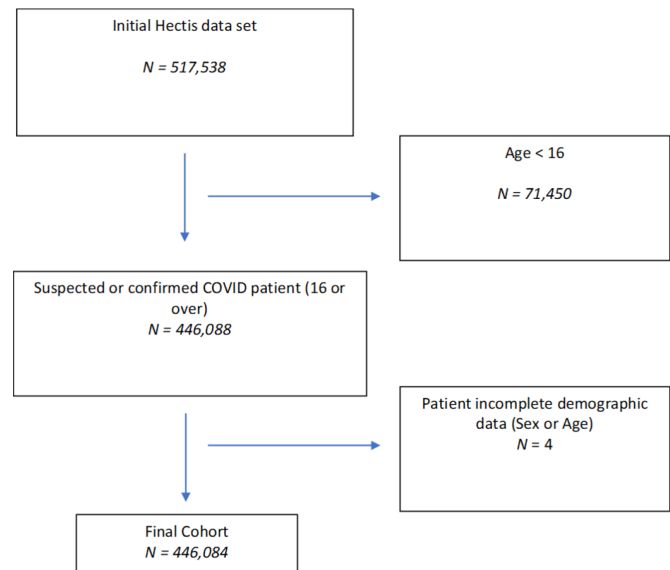 Initial Hectis data set
N = 517,538
Age < 16
N = 71,450
Suspected or confirmed COVID patient (16 or
over)
N = 446,088
Patient incomplete demographic
data (Sex or Age)
N = 4
Final Cohort
N = 446,084